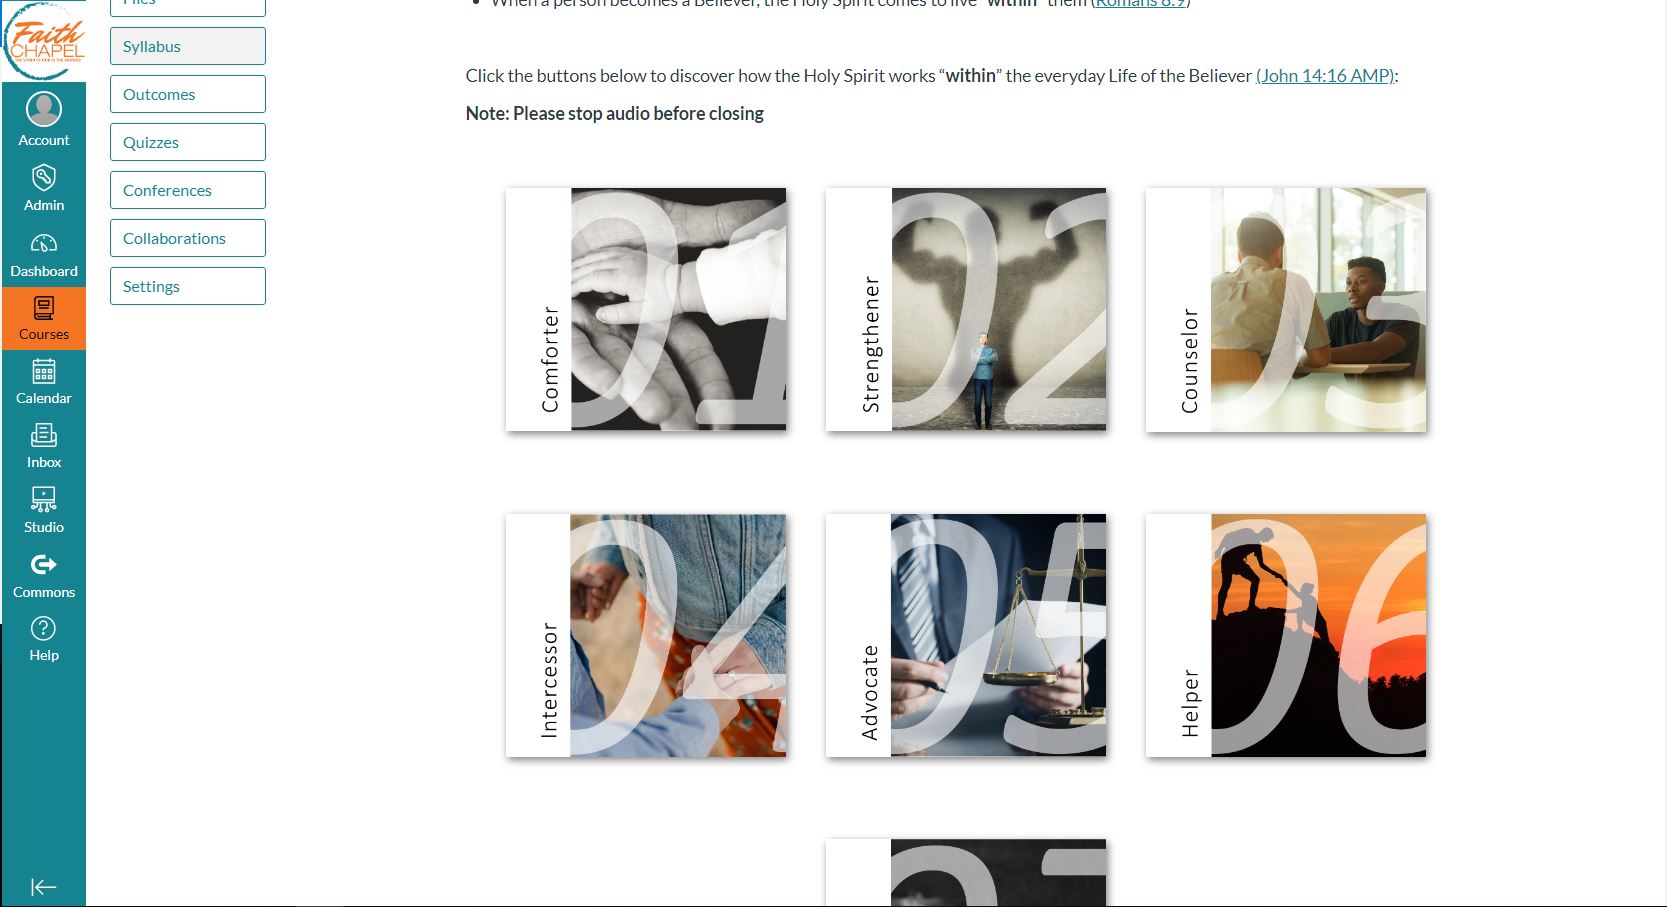 Faith
CHAPEL
Account
Admin
Dashboard
Courses
Calendar
Inbox
Studio
Commons
Help
Files
Syllabus
Outcomes
Quizzes
Conferences
Collaborations
Settings
When a person becomes a Believer, the Holy Spirit comes to live "within" them (Romans 8:9)
Click the buttons below to discover how the Holy Spirit works “within” the everyday Life of the Believer (John 14:16 AMP):
Note: Please stop audio before closing
Comforter
01
Strengthener
02
Counselor
03
Intercessor
04
Advocate
05
Helper
06
07